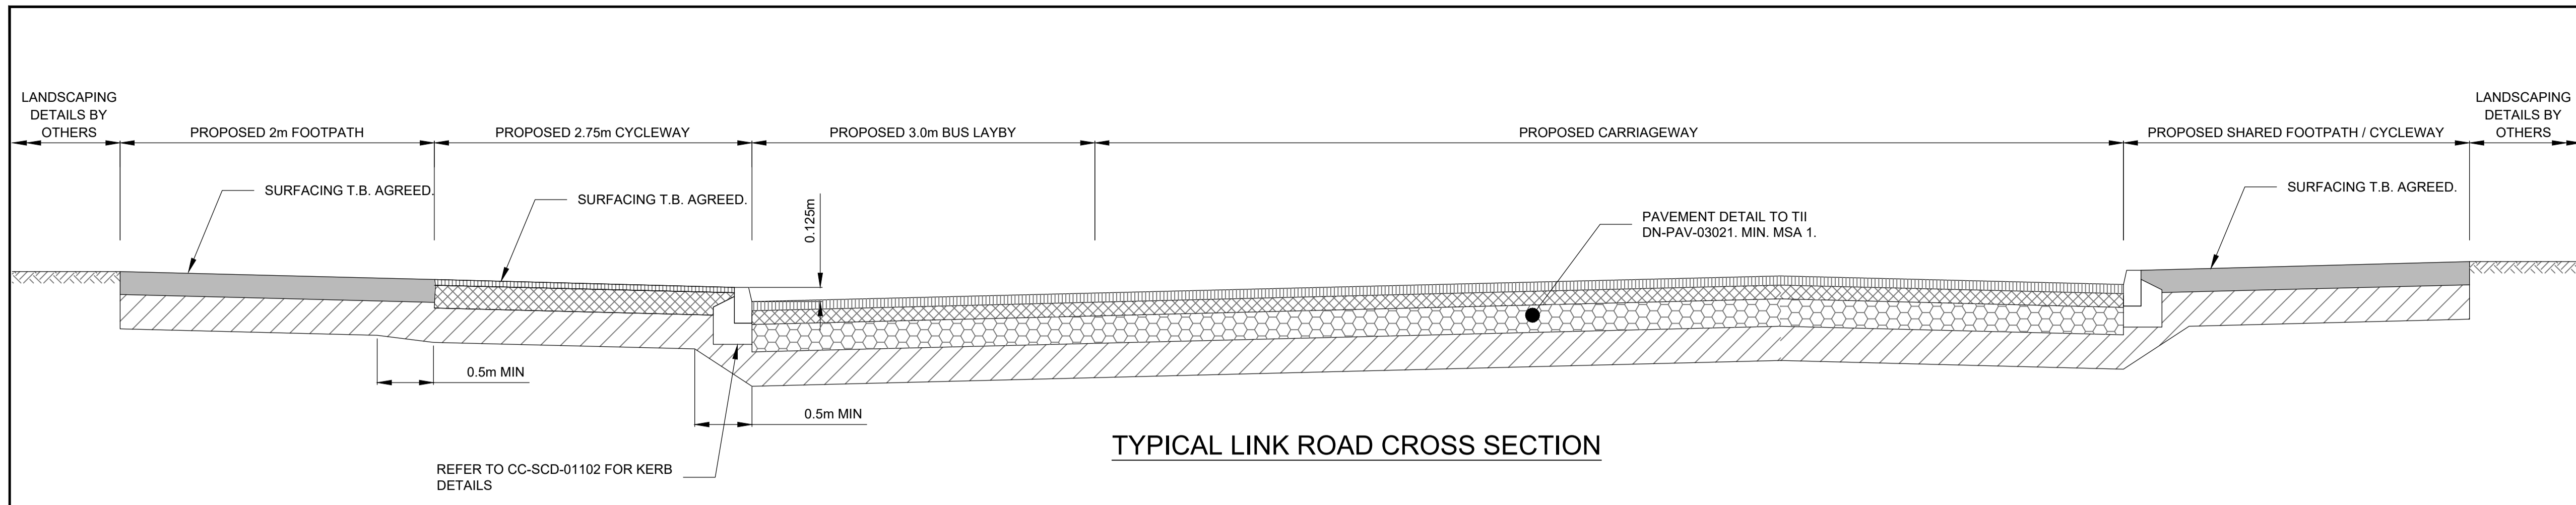 LANDSCAPING
DETAILS BY
OTHERS
PROPOSED 2m FOOTPATH
PROPOSED 2.75m CYCLEWAY
PROPOSED 3.0m BUS LAYBY
PROPOSED CARRIAGEWAY
PROPOSED SHARED FOOTPATH / CYCLEWAY
LANDSCAPING
DETAILS BY
OTHERS
SURFACING T.B. AGREED.
SURFACING T.B. AGREED.
0.125m
PAVEMENT DETAIL TO TII
DN-PAV-03021. MIN. MSA 1.
SURFACING T.B. AGREED.
0.5m MIN
0.5m MIN
REFER TO CC-SCD-01102 FOR KERB
DETAILS
TYPICAL LINK ROAD CROSS SECTION